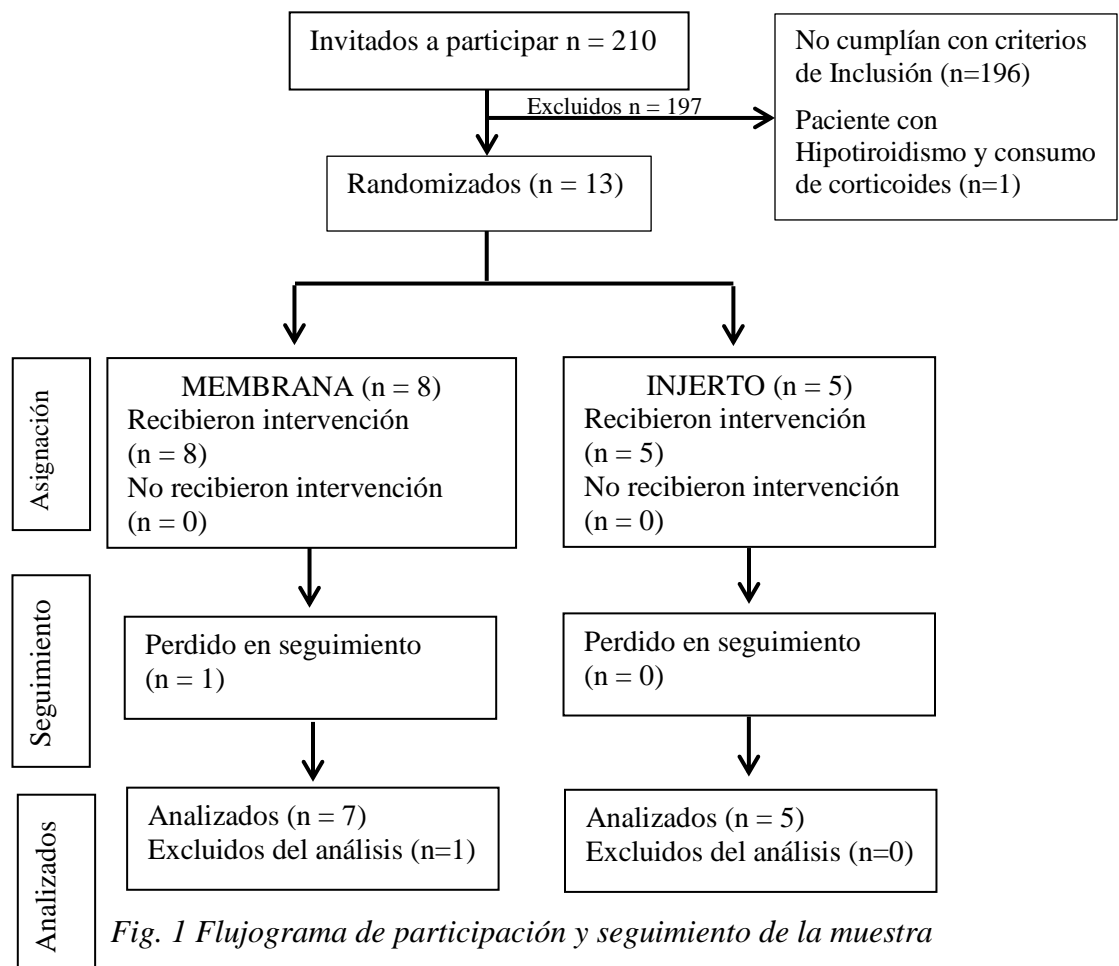 Invitados a participar n = 210
No cumplían con criterios
de Inclusión (n=196)
Paciente con
Hipotiroidismo y consumo
de corticoides (n=1)
Excluidos n = 197
Randomizados (n = 13)
Asignación
MEMBRANA (n = 8)
Recibieron intervención
(n = 8)
No recibieron intervención
(n = 0)
INJERTO (n = 5)
Recibieron intervención
(n = 5)
No recibieron intervención
(n = 0)
Seguimiento
Perdido en seguimiento
(n = 1)
Perdido en seguimiento
(n = 0)
Analizados
Analizados (n = 7)
Excluidos del análisis (n=1)
Analizados (n = 5)
Excluidos del análisis (n=0)
Fig. 1 Flujograma de participación y seguimiento de la muestra